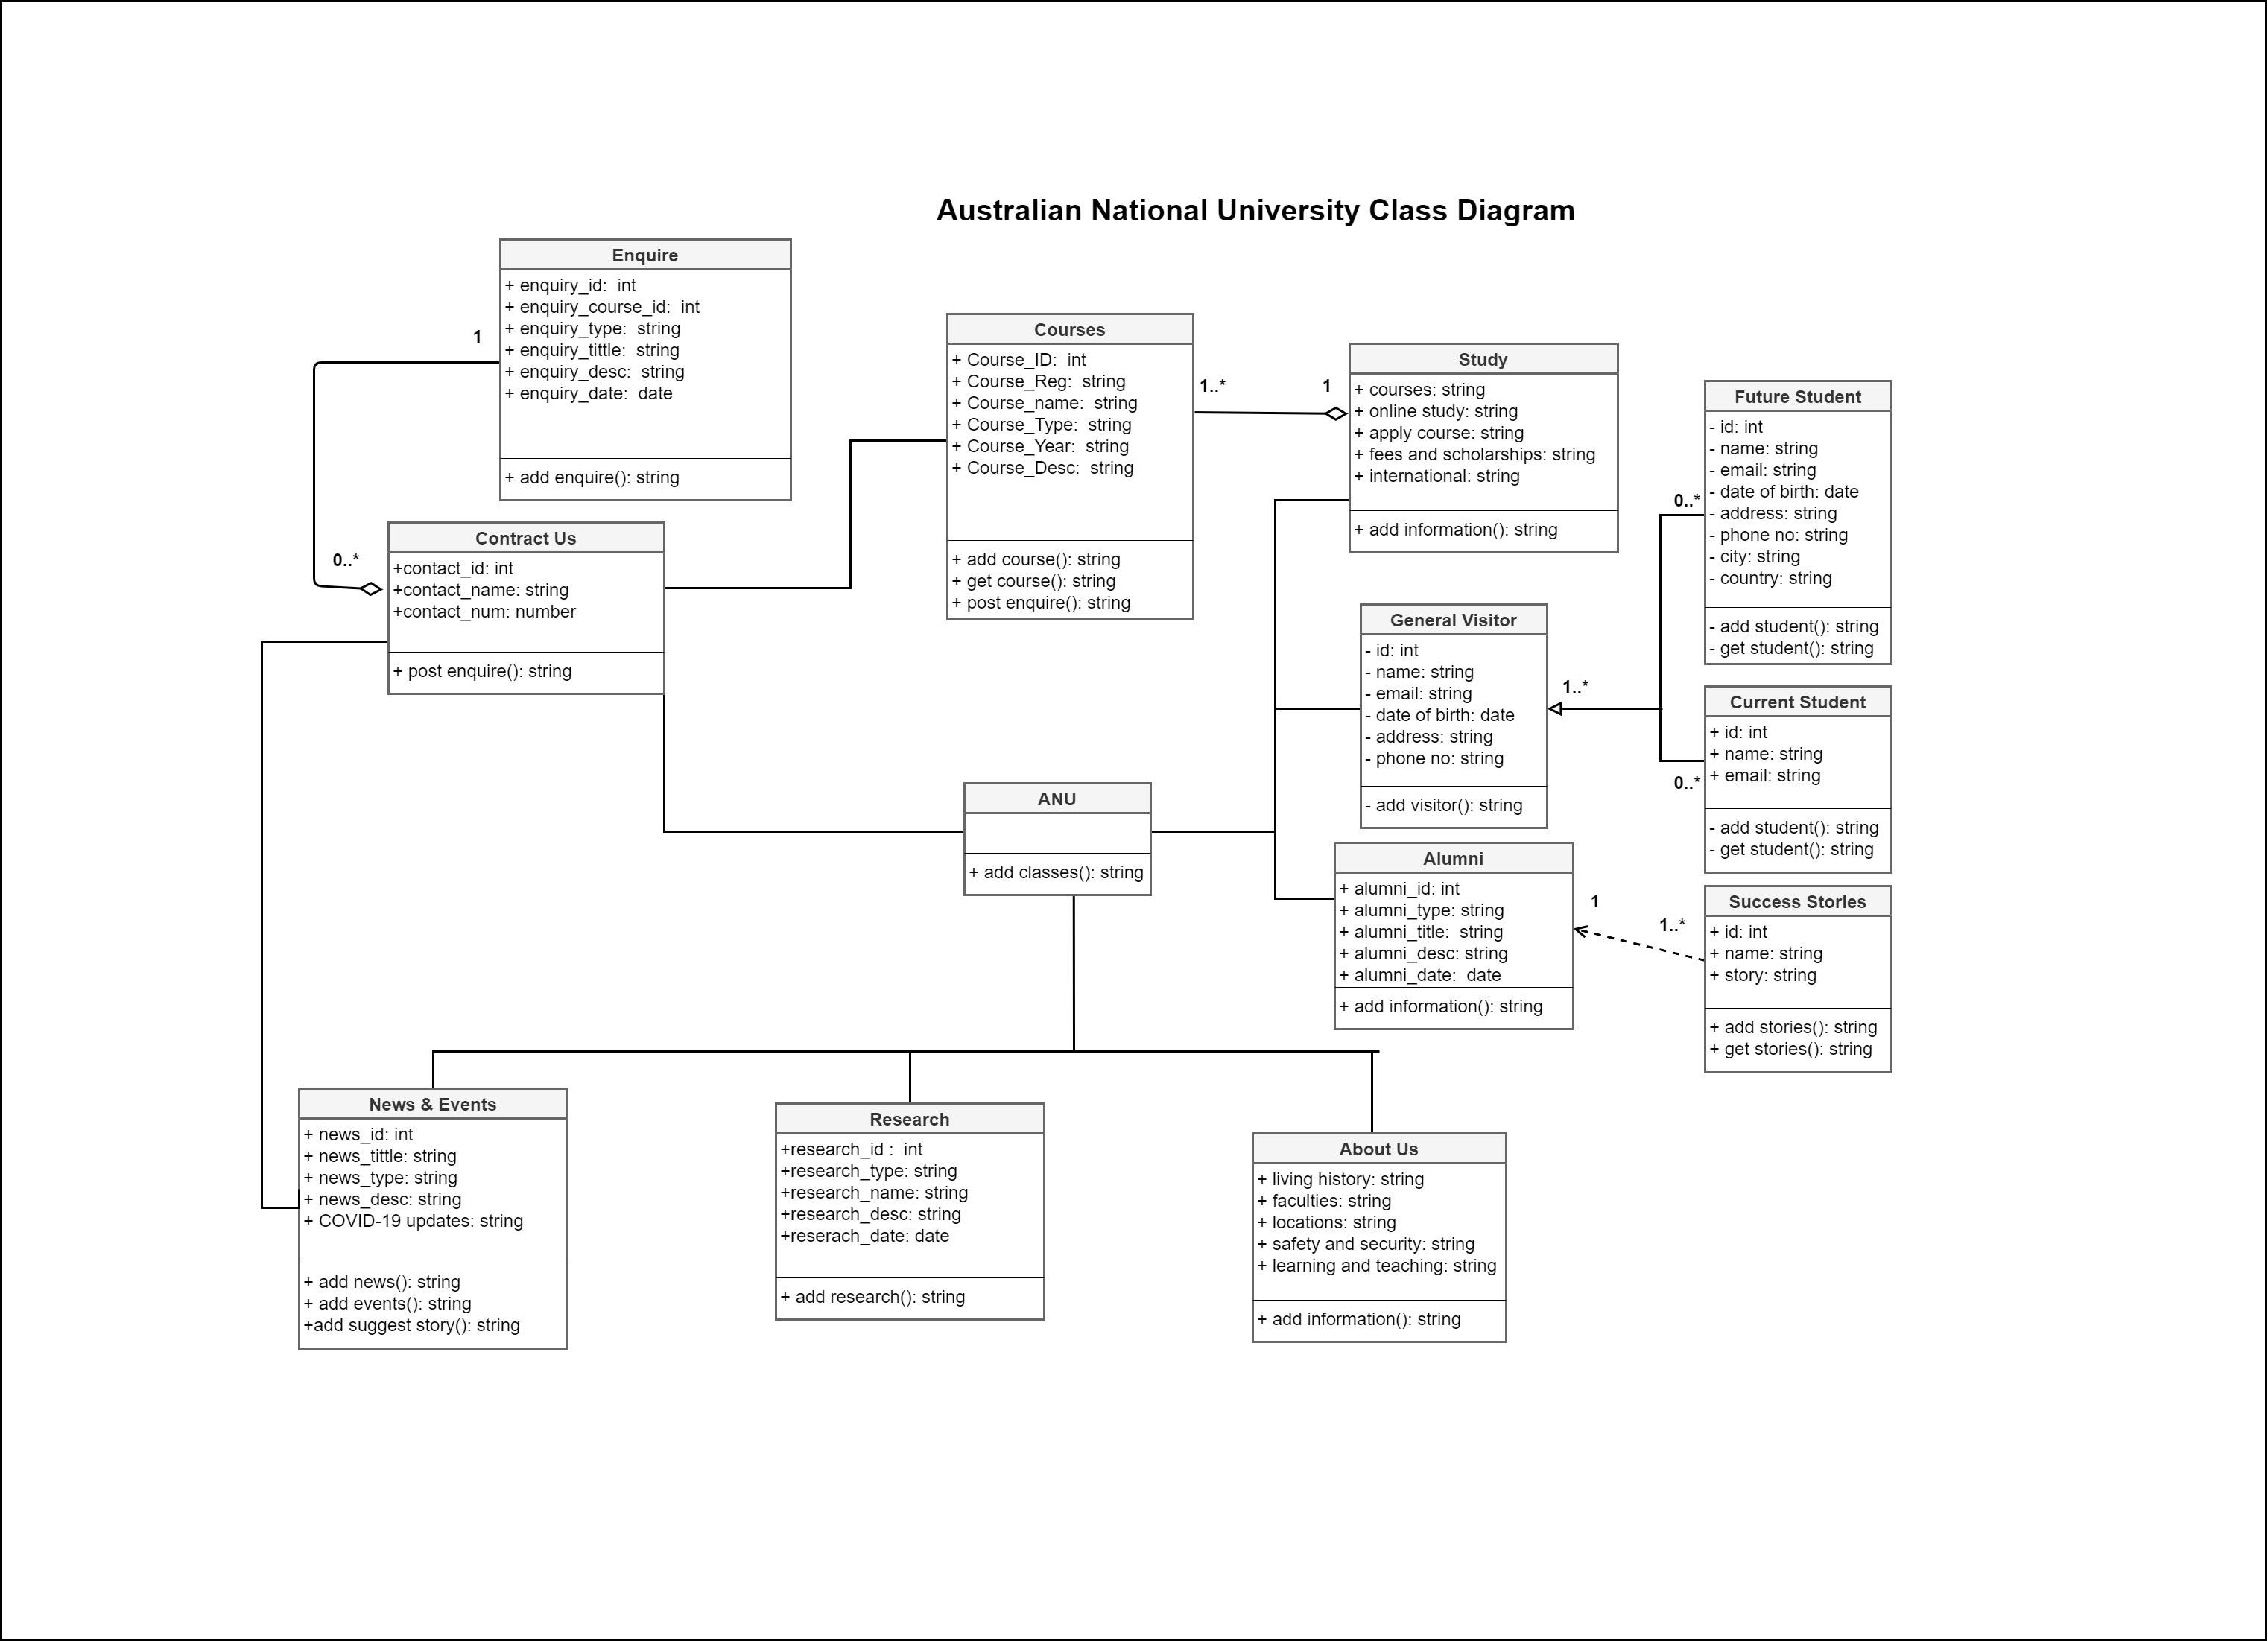 Australian National University Class Diagram
Enquire
+ enquiry_id:  int
+ enquiry_course_id:  int
+ enquiry_type:  string
+ enquiry_tittle:  string
+ enquiry_desc:  string
+ enquiry_date:  date
+ add enquire(): string
1
0..*
Contract Us
+contact_id: int
+contact_name: string
+contact_num: number
+ post enquire(): string
Courses
+ Course_ID:  int
+ Course_Reg:  string
+ Course_name:  string
+ Course_Type:  string
+ Course_Year:  string
+ Course_Desc:  string
+ add course(): string
+ get course(): string
+ post enquire(): string
1..*
1
Study
+ courses: string
+ online study: string
+ apply course: string
+ fees and scholarships: string
+ international: string
+ add information(): string
Future Student
- id: int
- name: string
- email: string
- date of birth: date
- address: string
- phone no: string
- city: string
- country: string
- add student(): string
- get student(): string
0..*
General Visitor
- id: int
- name: string
- email: string
- date of birth: date
- address: string
- phone no: string
- add visitor(): string
1..*
Current Student
+ id: int
+ name: string
+ email: string
- add student(): string
- get student(): string
0..*
ANU
+ add classes(): string
Alumni
+ alumni_id: int
+ alumni_type: string
+ alumni_title:  string
+ alumni_desc: string
+ alumni_date:  date
+ add information(): string
1
1..*
Success Stories
+ id: int
+ name: string
+ story: string
+ add stories(): string
+ get stories(): string
News & Events
+ news_id: int
+ news_tittle: string
+ news_type: string
+ news_desc: string
+ COVID-19 updates: string
+ add news(): string
+ add events(): string
+add suggest story(): string
Research
+research_id :  int
+research_type: string
+research_name: string
+research_desc: string
+reserach_date: date
+ add research(): string
About Us
+ living history: string
+ faculties: string
+ locations: string
+ safety and security: string
+ learning and teaching: string
+ add information(): string